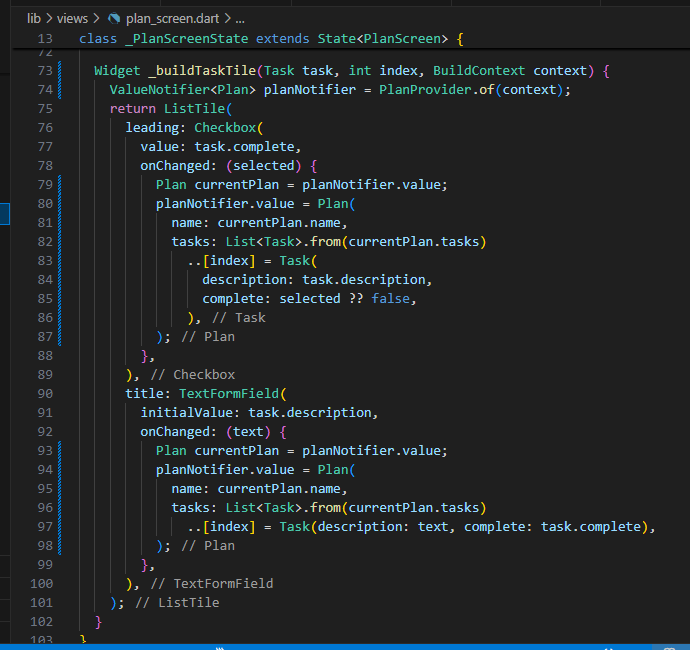 lib > views > plan_screen.dart > ...
13 class _PlanScreenState extends State<PlanScreen> {
72
73 Widget _buildTaskTile(Task task, int index, BuildContext context) {
74 ValueNotifier<Plan> planNotifier = PlanProvider.of(context);
75 return ListTile(
76 leading: Checkbox(
77 value: task.complete,
78 onChanged: (selected) {
79 Plan currentPlan = planNotifier.value;
80 planNotifier.value = Plan(
81 name: currentPlan.name,
82 tasks: List<Task>.from(currentPlan.tasks)
83 ..[index] = Task(
84 description: task.description,
85 complete: selected ?? false,
86 ), // Task
87 ); // Plan
88 },
89 ), // Checkbox
90 title: TextFormField(
91 initialValue: task.description,
92 onChanged: (text) {
93 Plan currentPlan = planNotifier.value;
94 planNotifier.value = Plan(
95 name: currentPlan.name,
96 tasks: List<Task>.from(currentPlan.tasks)
97 ..[index] = Task(description: text, complete: task.complete),
98 ); // Plan
99 },
100 ), // TextFormField
101 ); // ListTile
102 }
103 }